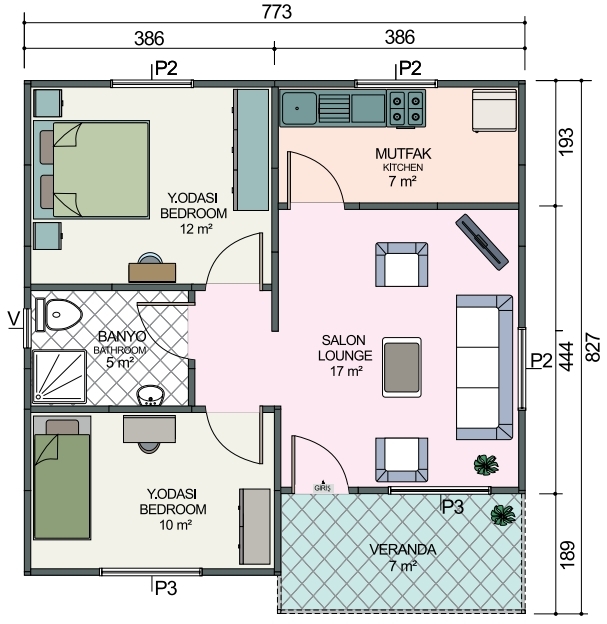 773
386
386
P2
P2
193
MUTFAK
KITCHEN
7 m²
Y.ODASI
BEDROOM
12 m²
V
BANYO
BATHROOM
5 m²
SALON
LOUNGE
17 m²
P2
444
827
GİRİŞ
Y.ODASI
BEDROOM
10 m²
P3
VERANDA
7 m²
189
P3